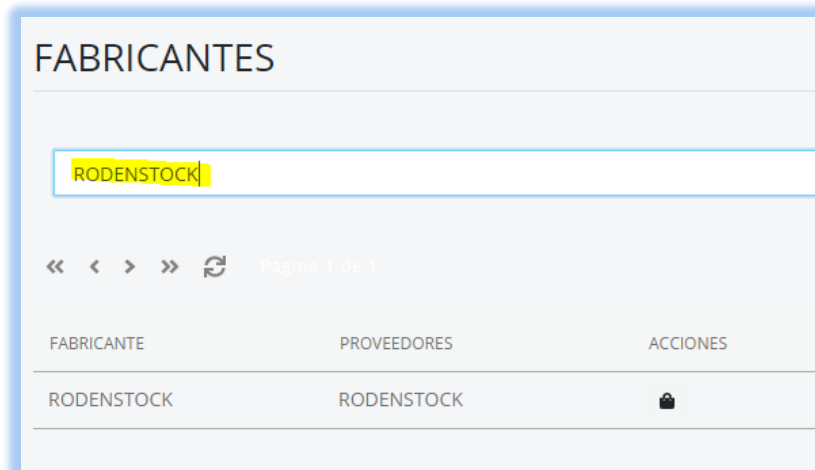 FABRICANTES
RODENSTOCK
Pagina 1 de 1
FABRICANTE PROVEEDORES ACCIONES
RODENSTOCK RODENSTOCK